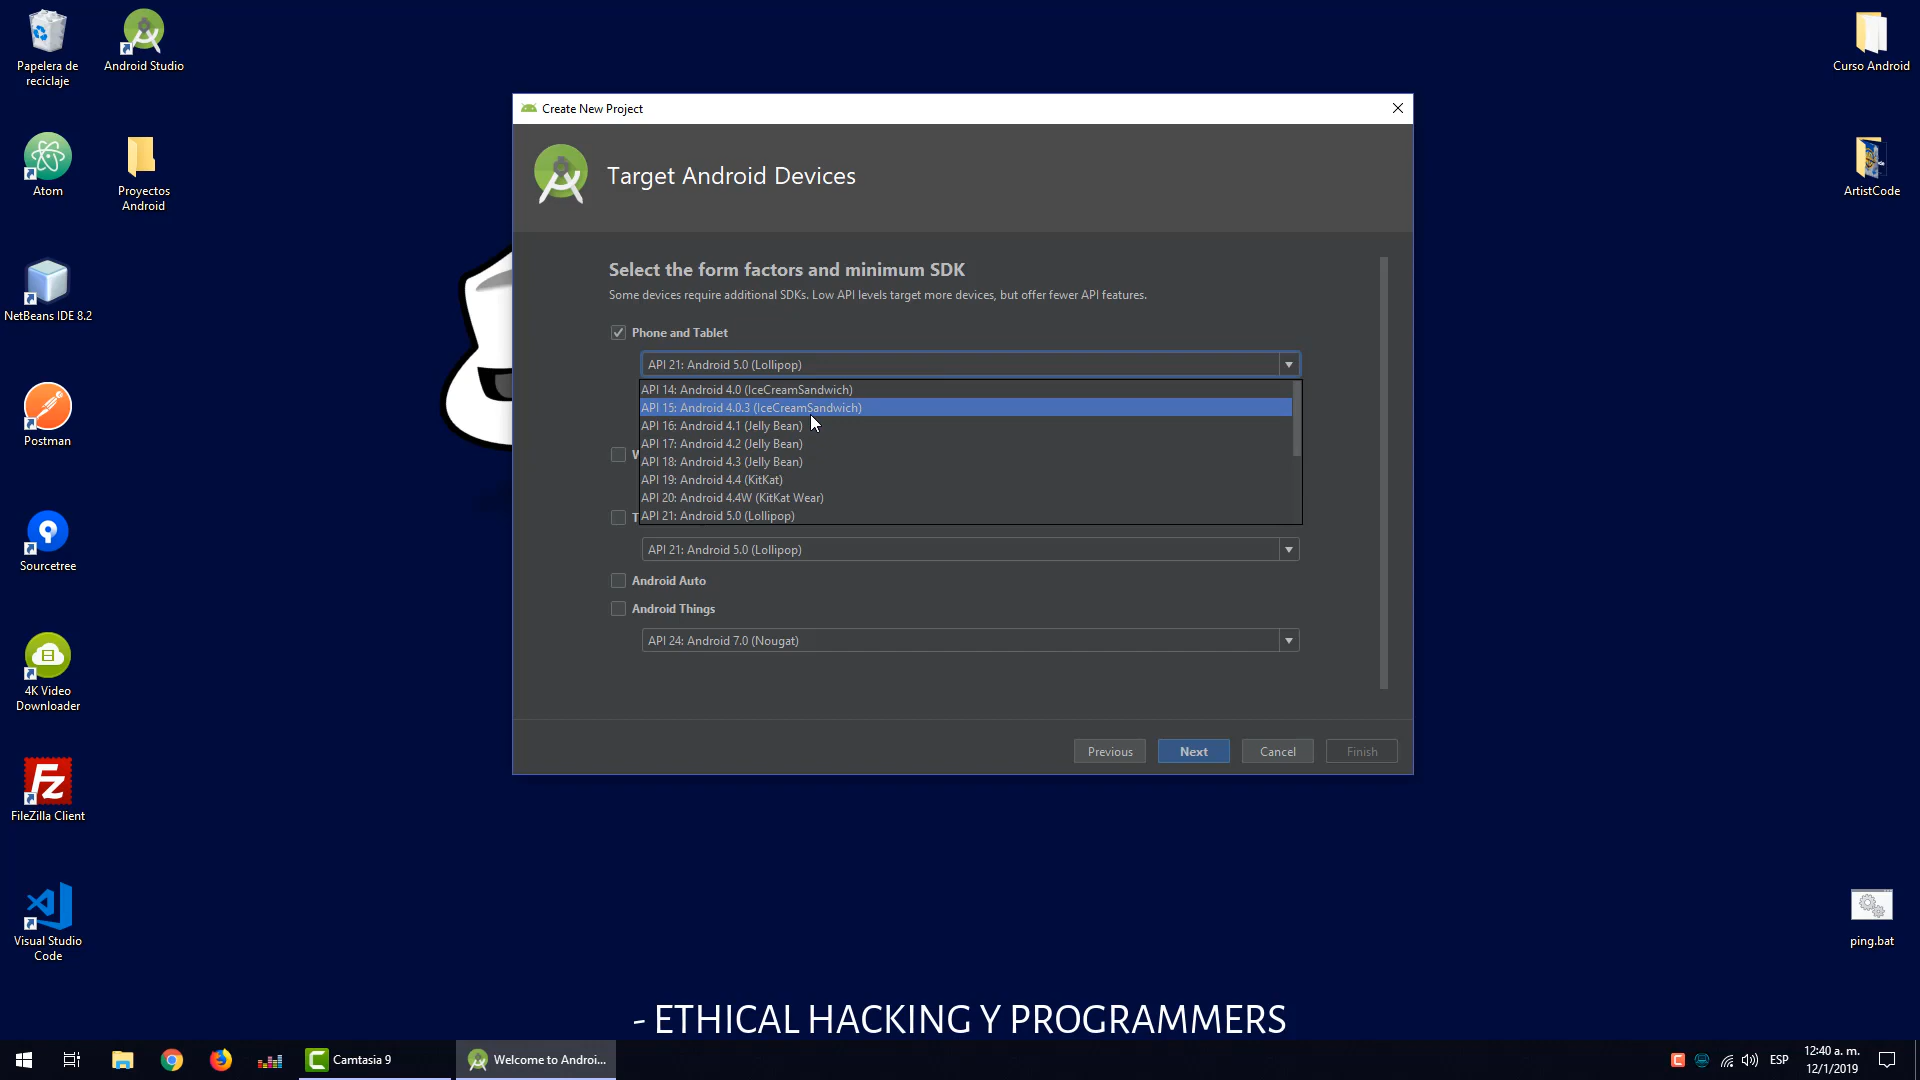 Papelera de
reciclaje
Android Studio
Curso Android
Atom
Proyectos
Android
ArtistCode
NetBeans IDE 8.2
Postman
Sourcetree
4K Video
Downloader
FileZilla Client
Visual Studio
Code
ping.bat
Create New Project
Target Android Devices
Select the form factors and minimum SDK
Some devices require additional SDKs. Low API levels target more devices, but offer fewer API features.
Phone and Tablet
API 21: Android 5.0 (Lollipop)
API 14: Android 4.0 (IceCreamSandwich)
API 15: Android 4.0.3 (IceCreamSandwich)
API 16: Android 4.1 (Jelly Bean)
API 17: Android 4.2 (Jelly Bean)
API 18: Android 4.3 (Jelly Bean)
API 19: Android 4.4 (KitKat)
API 20: Android 4.4W (KitKat Wear)
API 21: Android 5.0 (Lollipop)
API 21: Android 5.0 (Lollipop)
Android Auto
Android Things
API 24: Android 7.0 (Nougat)
Previous
Next
Cancel
Finish
- ETHICAL HACKING Y PROGRAMMERS
Camtasia 9
Welcome to Androi...
ESP
12:40 a. m.
12/1/2019